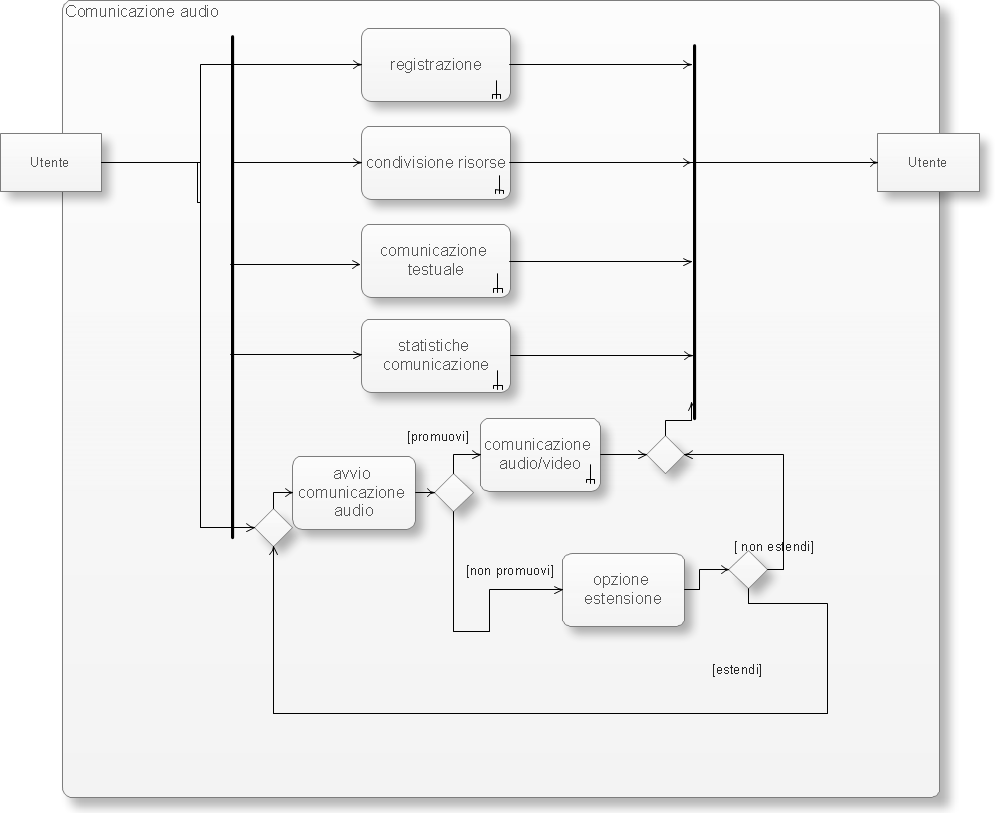 Comunicazione audio
registrazione
Utente
condivisione risorse
Utente
comunicazione
testuale
statistiche
comunicazione
[promuovi]
comunicazione
audio/video
avvio
comunicazione
audio
[ non estendi]
[non promuovi]
opzione
estensione
[estendi]